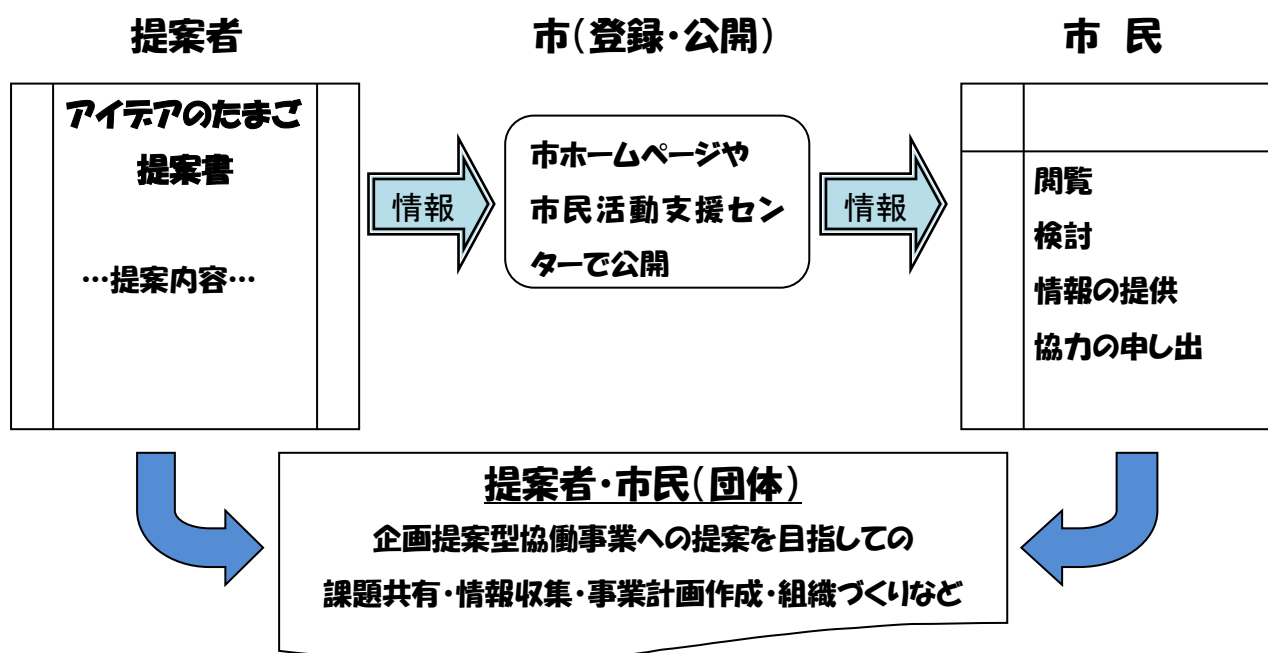 提案者
市(登録・公開)
市 民
アイデアのたまご
提案書
…提案内容…
情報
市ホームページや
市民活動支援セン
ターで公開
情報
閲覧
検討
情報の提供
協力の申し出
提案者・市民(団体)
企画提案型協働事業への提案を目指しての
課題共有・情報収集・事業計画作成・組織づくりなど